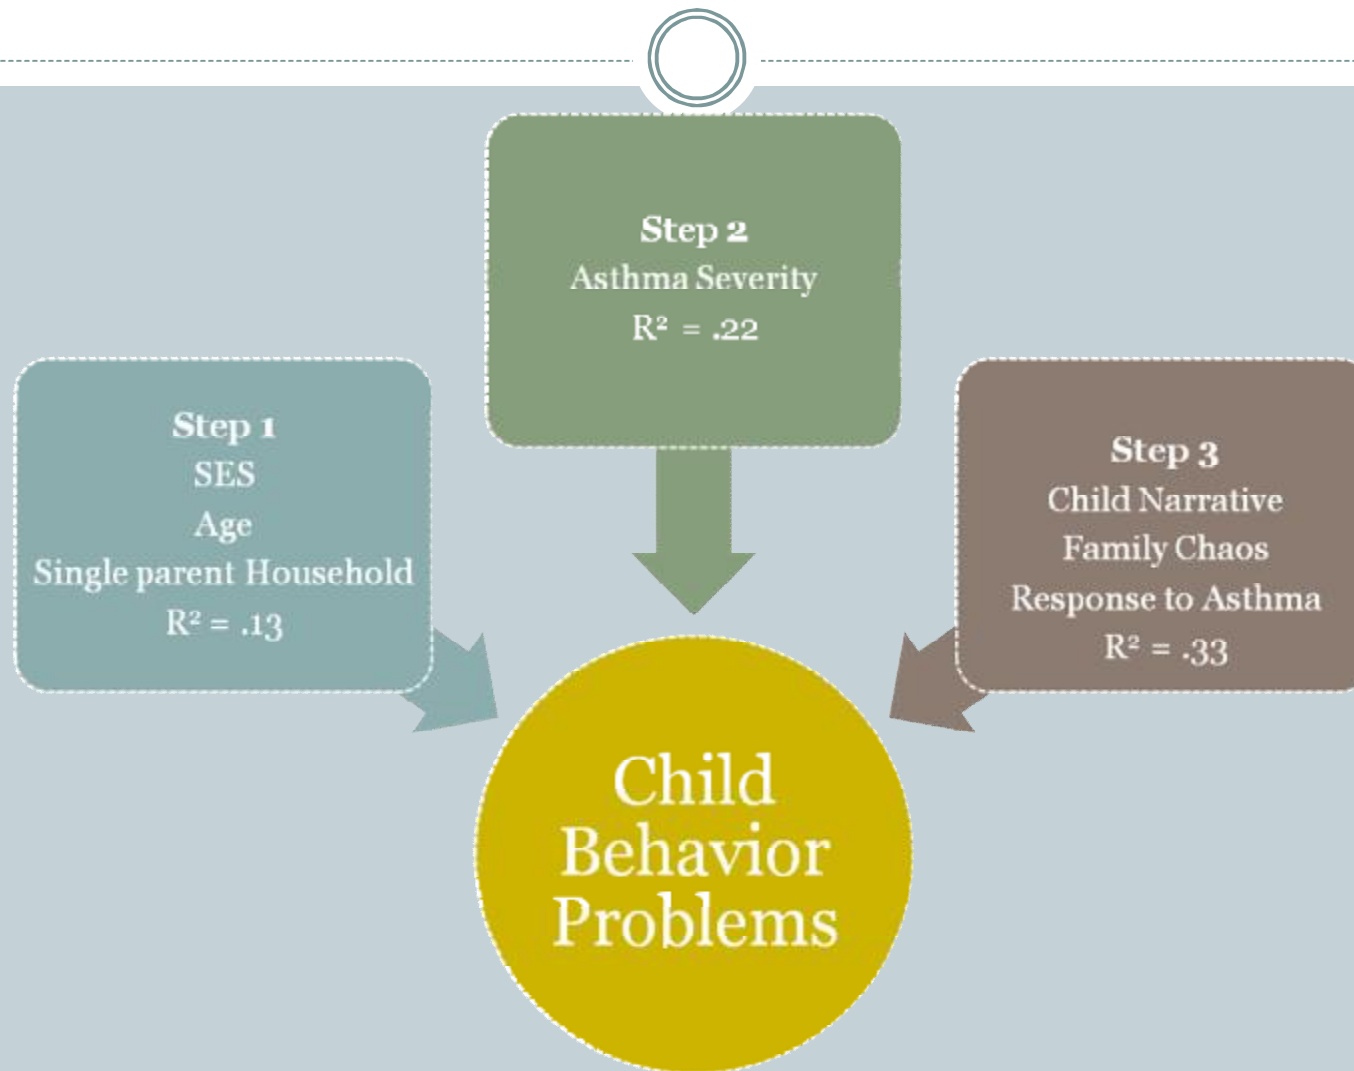 Step 1
SES
Age
Single parent Household
R² = .13
Step 2
Asthma Severity
R² = .22
Step 3
Child Narrative
Family Chaos
Response to Asthma
R² = .33
Child
Behavior
Problems